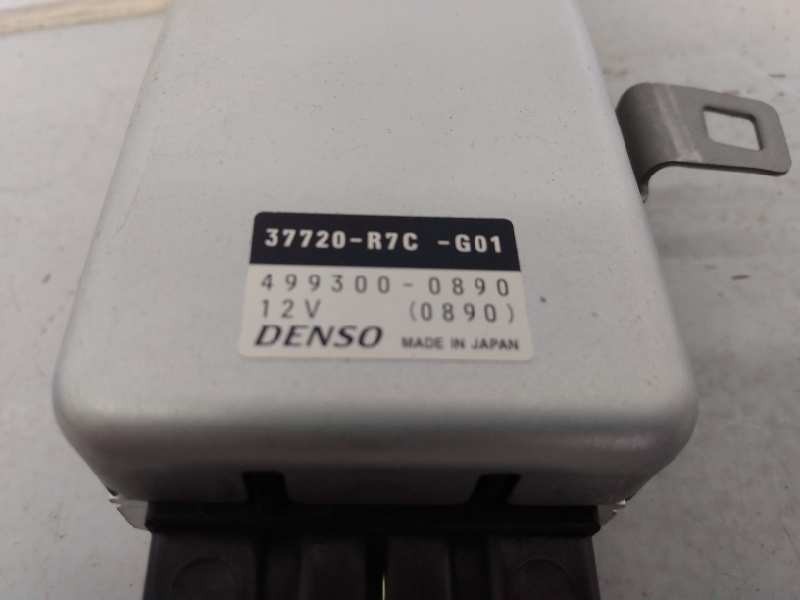 37720-R7C -G01
499300-0890
12V (0890)
DENSO MADE IN JAPAN